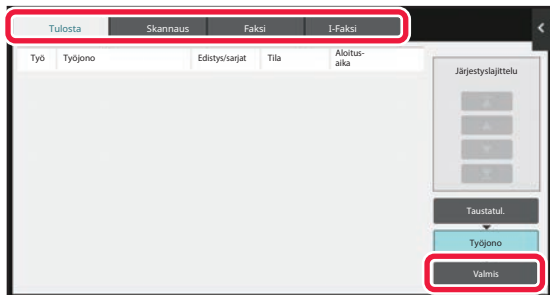 Tulosta Skannaus Faksi I-Faksi
Työ Työjono Edistys/sarjat Tila Aloitus-
aika
Järjestyslajittelu
Taustatul.
Työjono
Valmis